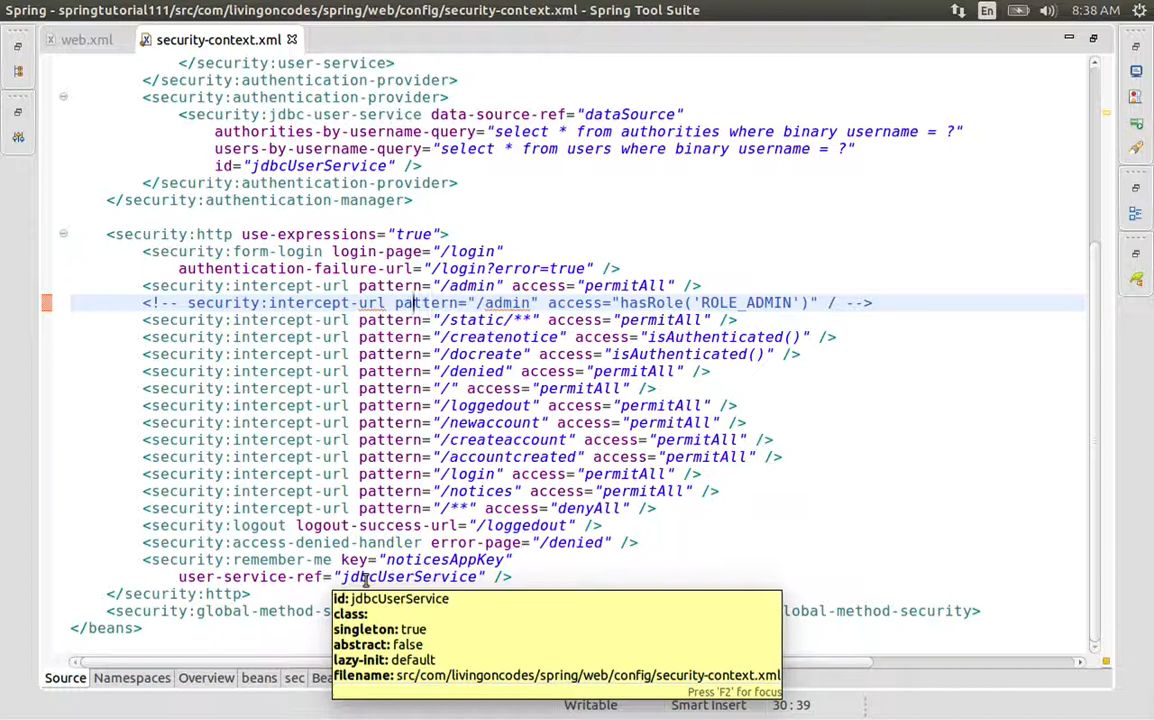 Spring - springtutorial111/src/com/livingoncodes/spring/web/config/security-context.xml - Spring Tool Suite
En
8:38 AM
web.xml
security-context.xml
</security:user-service>
</security:authentication-provider>
<security:authentication-provider>
<security:jdbc-user-service data-source-ref="dataSource"
authorities-by-username-query="select * from authorities where binary username = ?"
users-by-username-query="select * from users where binary username = ?"
id="jdbcUserService" />
</security:authentication-provider>
</security:authentication-manager>
<security:http use-expressions="true">
<security:form-login login-page="/login"
authentication-failure-url="/login?error=true" />
<security:intercept-url pattern="/admin" access="permitAll" />
<!-- security:intercept-url pattern="/admin" access="hasRole('ROLE_ADMIN')" / -->
<security:intercept-url pattern="/static/**" access="permitAll" />
<security:intercept-url pattern="/createnotice" access="isAuthenticated()" />
<security:intercept-url pattern="/docreate" access="isAuthenticated()" />
<security:intercept-url pattern="/denied" access="permitAll" />
<security:intercept-url pattern="/" access="permitAll" />
<security:intercept-url pattern="/loggedout" access="permitAll" />
<security:intercept-url pattern="/newaccount" access="permitAll" />
<security:intercept-url pattern="/createaccount" access="permitAll" />
<security:intercept-url pattern="/accountcreated" access="permitAll" />
<security:intercept-url pattern="/login" access="permitAll" />
<security:intercept-url pattern="/notices" access="permitAll" />
<security:intercept-url pattern="/**" access="denyAll" />
<security:logout logout-success-url="/loggedout" />
<security:access-denied-handler error-page="/denied" />
<security:remember-me key="noticesAppKey"
user-service-ref="jdbcUserService" />
</security:http>
<security:global-method-s lobal-method-security>
</beans>
id: jdbcUserService
class:
singleton: true
abstract: false
lazy-init: default
filename: src/com/livingoncodes/spring/web/config/security-context.xml
Press 'F2' for focus
Source Namespaces Overview beans sec Bea
Writable Smart Insert 30 : 39